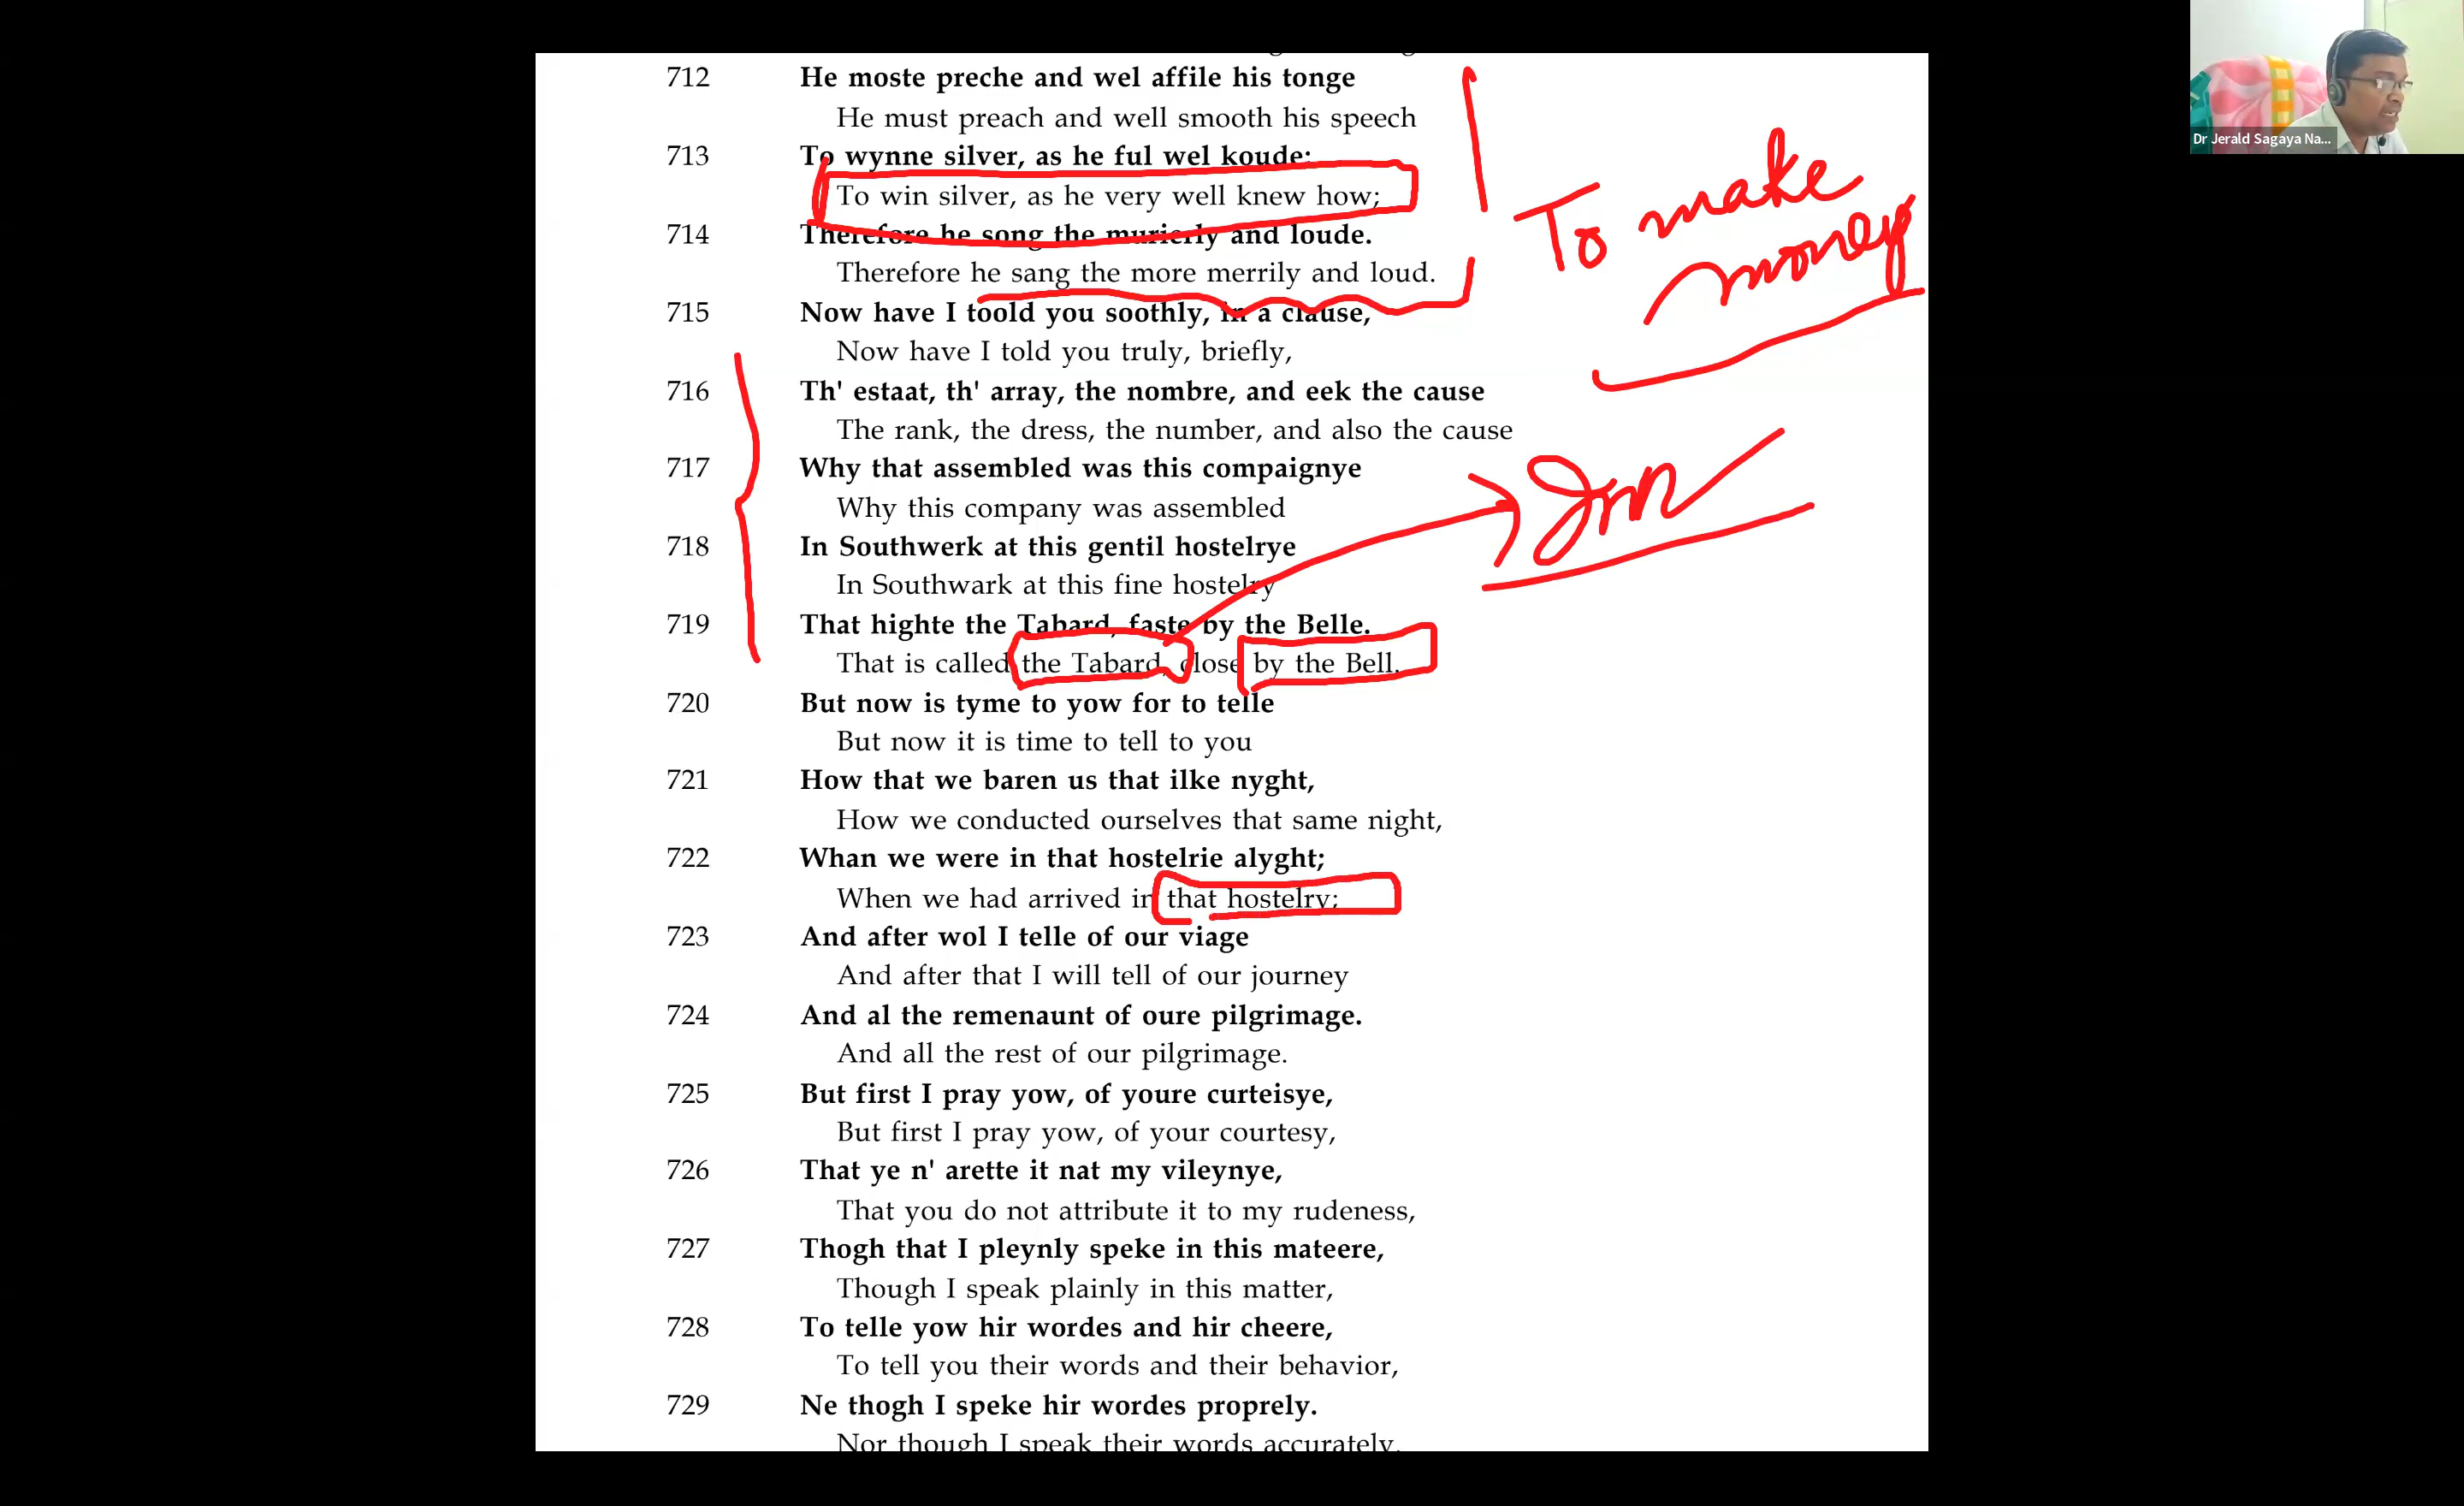 712 He moste preche and wel affile his tonge
He must preach and well smooth his speech
713 To wynne silver, as he ful wel koude;
To win silver, as he very well knew how;
714 Therefore he song the murierly and loude.
Therefore he sang the more merrily and loud.
715 Now have I toold you soothly, in a clause,
Now have I told you truly, briefly,
716 Th' estaat, th' array, the nombre, and eek the cause
The rank, the dress, the number, and also the cause
717 Why that assembled was this compaignye
Why this company was assembled
718 In Southwerk at this gentil hostelrye
In Southwark at this fine hostelry
719 That highte the Tabard, faste by the Belle.
That is called the Tabard, close by the Bell.
720 But now is tyme to yow for to telle
But now it is time to tell to you
721 How that we baren us that ilke nyght,
How we conducted ourselves that same night,
722 Whan we were in that hostelrie alyght;
When we had arrived in that hostelry;
723 And after wol I telle of our viage
And after that I will tell of our journey
724 And al the remenaunt of oure pilgrimage.
And all the rest of our pilgrimage.
725 But first I pray yow, of youre curteisye,
But first I pray yow, of your courtesy,
726 That ye n' arette it nat my vileynye,
That you do not attribute it to my rudeness,
727 Thogh that I pleynly speke in this mateere,
Though I speak plainly in this matter,
728 To telle yow hir wordes and hir cheere,
To tell you their words and their behavior,
729 Ne thogh I speke hir wordes proprely.
Nor though I speak their words accurately.
To make
money
Inn
Dr Jerald Sagaya Na...